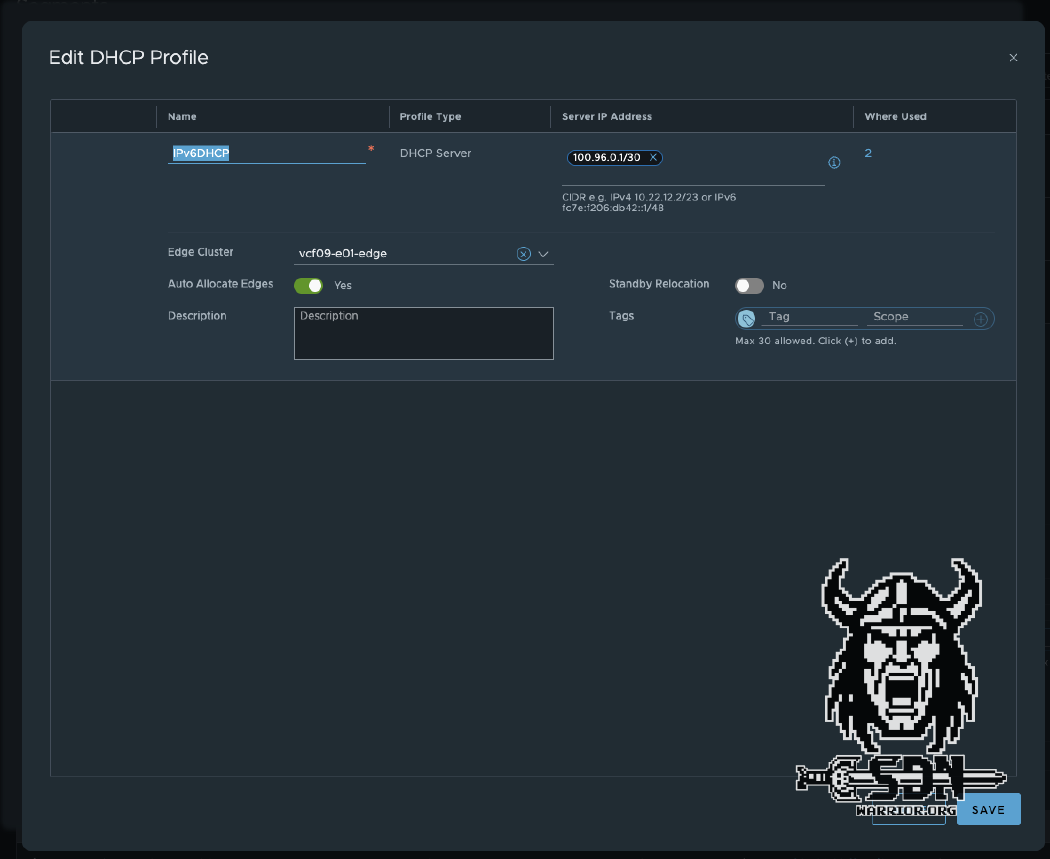 Edit DHCP Profile
Name
Profile Type
Server IP Address
Where Used
IPv6DHCP
*
DHCP Server
100.96.0.1/30
2
CIDR e.g. IPv4 10.22.12.2/23 or IPv6
fc7e:f206:db42::1/48
Edge Cluster
vcf09-e01-edge
Auto Allocate Edges
Yes
Standby Relocation
No
Description
Description
Tags
Tag
Scope
Max 30 allowed. Click (+) to add.
SDN
WARRIOR.ORG
SAVE